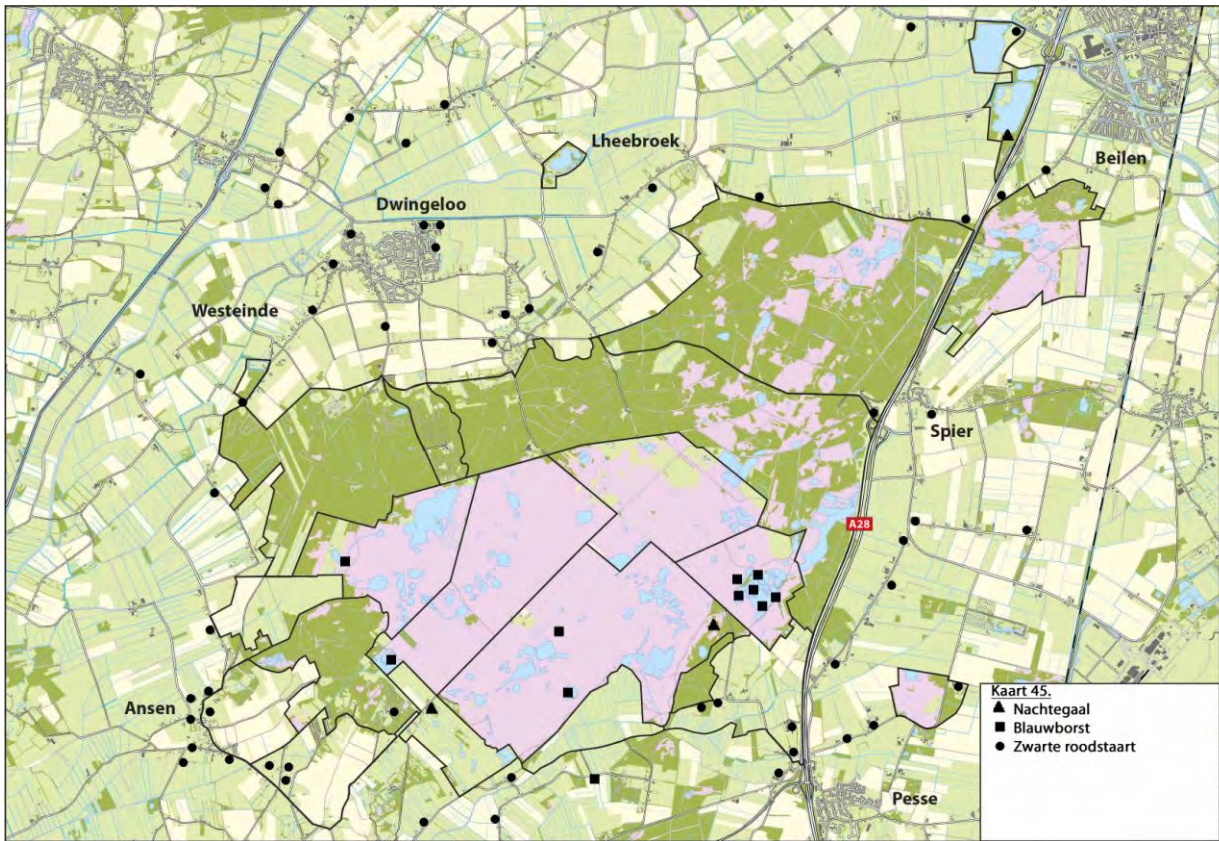 Lheebroek
Beilen
Dwingeloo
Westeinde
Spier
A28
Ansen
Pesse
Kaart 45.
Nachtegaal
Blauwborst
Zwarte roodstaart